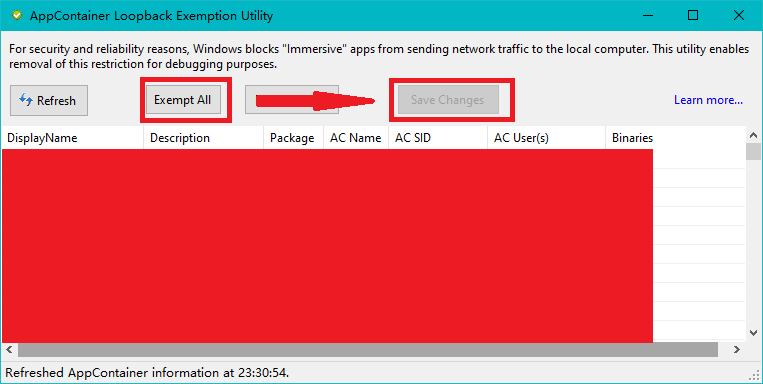 AppContainer Loopback Exemption Utility
For security and reliability reasons, Windows blocks "Immersive" apps from sending network traffic to the local computer. This utility enables
removal of this restriction for debugging purposes.
Refresh Exempt All Save Changes Learn more...
DisplayName Description Package AC Name AC SID AC User(s) Binaries
Refreshed AppContainer information at 23:30:54.